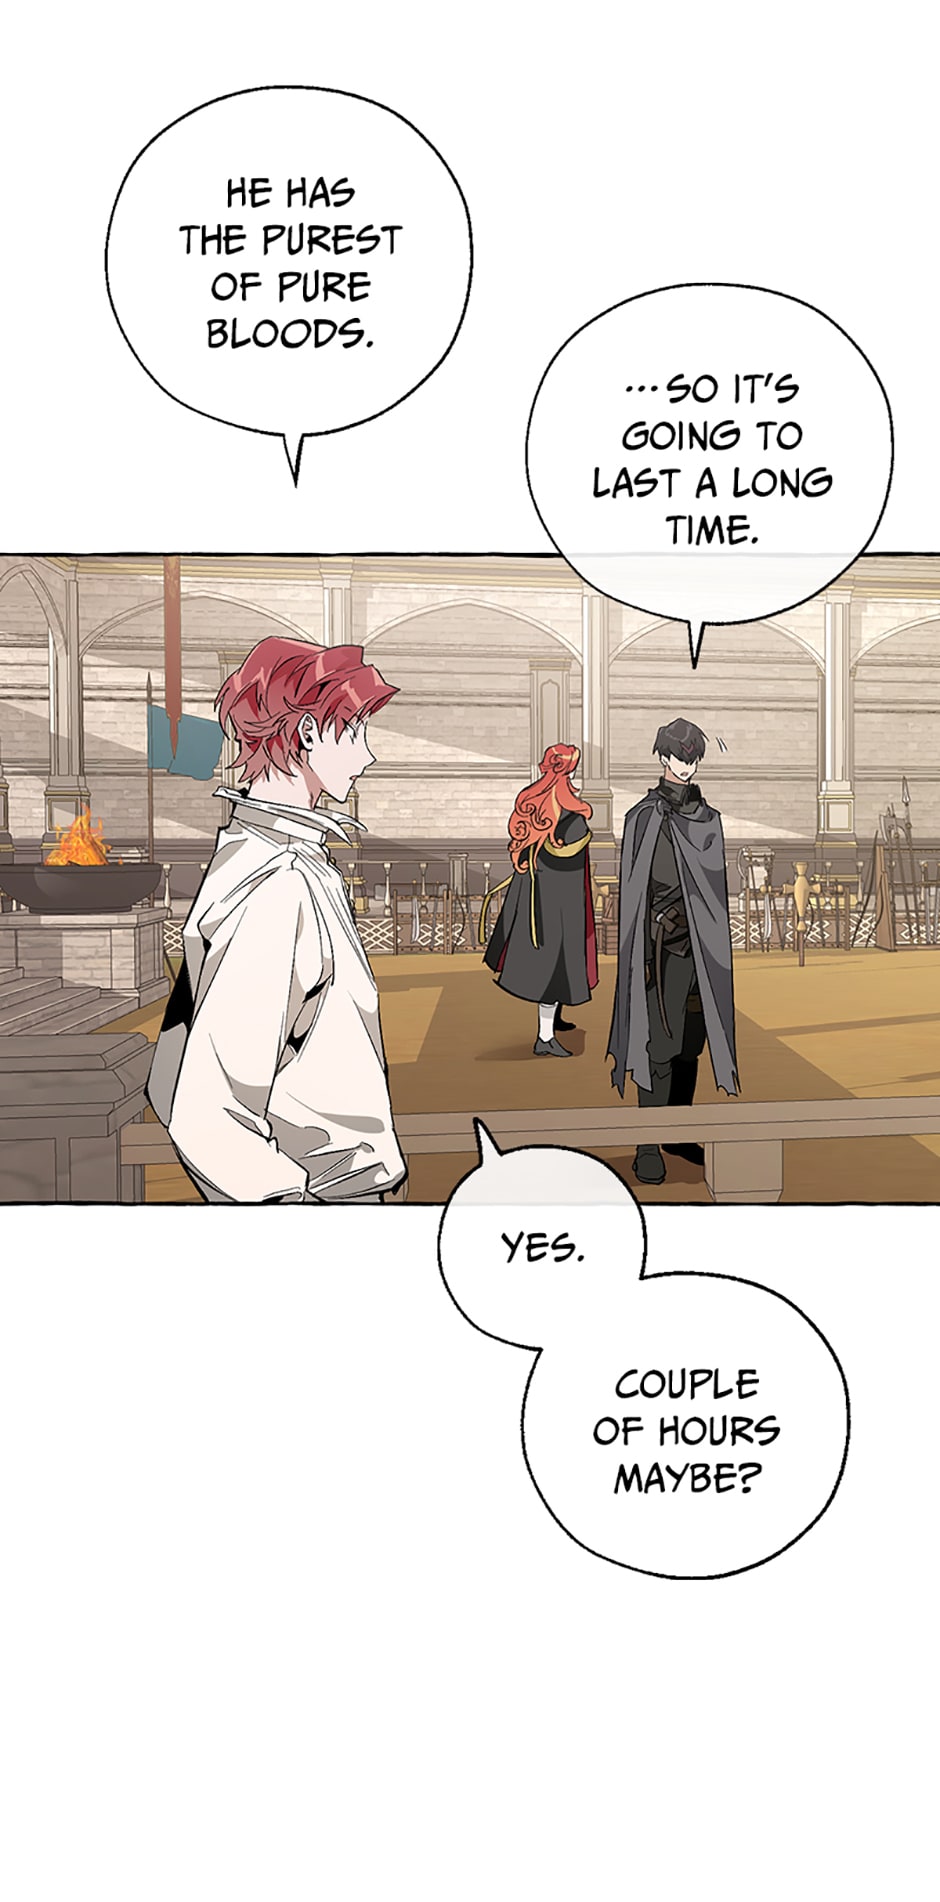 HE HAS
THE PUREST
OF PURE
BLOODS.
...SO IT'S
GOING TO
LAST A LONG
TIME.
YES.
COUPLE
OF HOURS
MAYBE?